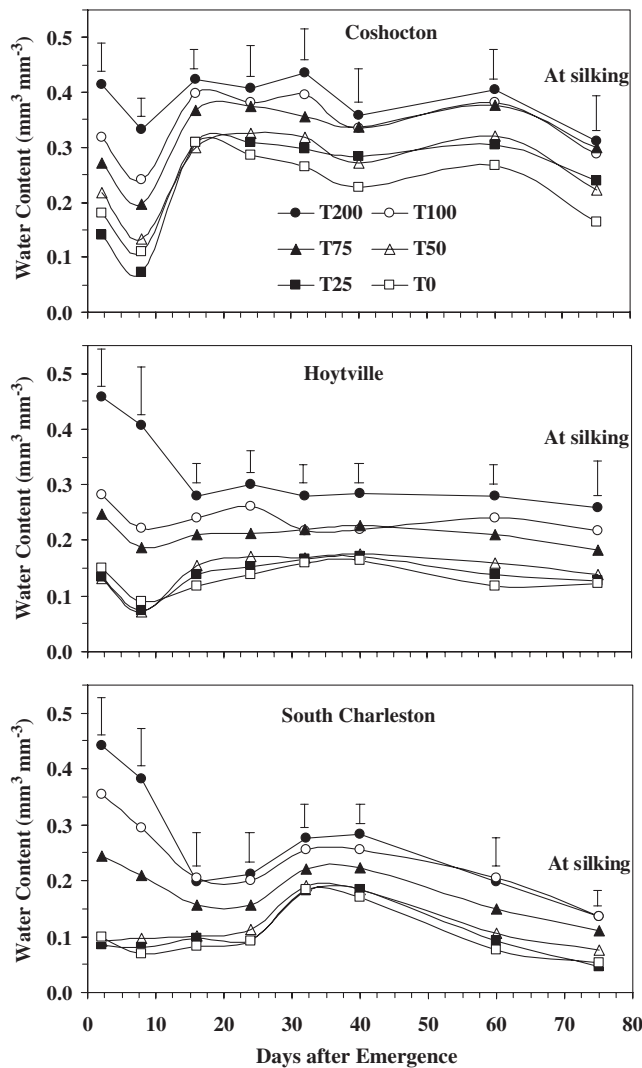 0.5
Coshocton
0.4
At silking
0.3
0.2
T200 T100
T75 T50
0.1
T25 T0
0.0
Water Content (mm³ mm⁻³)
0.5
Hoytville
0.4
At silking
0.3
0.2
0.1
0.0
Water Content (mm³ mm⁻³)
0.5
South Charleston
0.4
0.3
At silking
0.2
0.1
0.0
Water Content (mm³ mm⁻³)
0 10 20 30 40 50 60 70 80
Days after Emergence